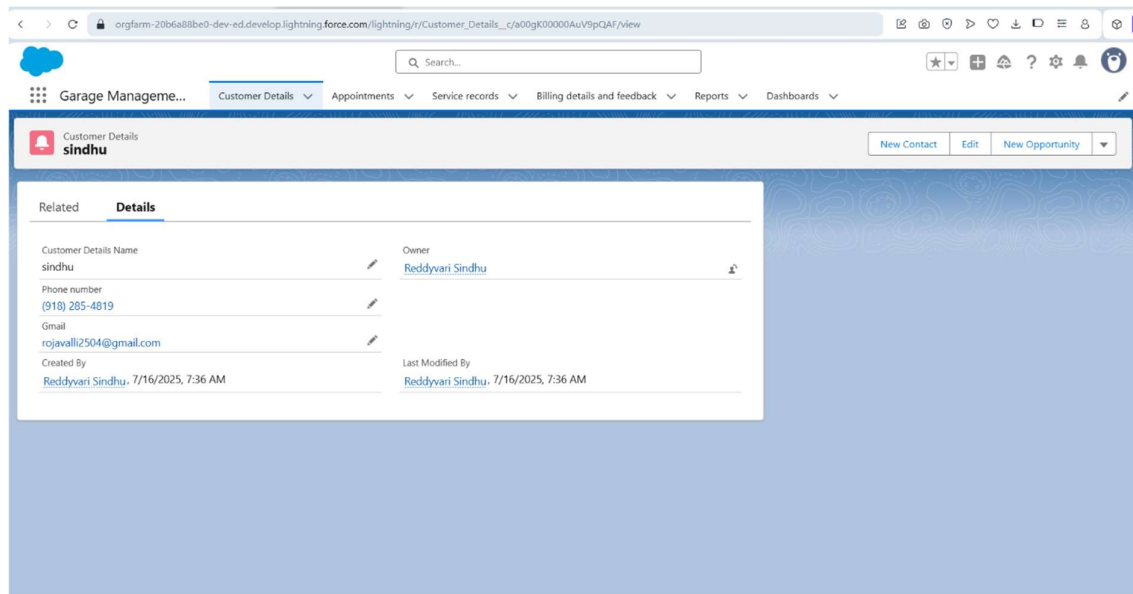 orgfarm-20b6a88be0-dev-ed.develop.lightning.force.com/lightning/r/Customer_Details__c/a00gK00000AuV9pQAF/view
Search...
Garage Manageme... Customer Details Appointments Service records Billing details and feedback Reports Dashboards
Customer Details
sindhu
New Contact Edit New Opportunity
Related Details
Customer Details Name Owner
sindhu Reddyvari Sindhu
Phone number
(918) 285-4819
Gmail
rojavalli2504@gmail.com
Created By Last Modified By
Reddyvari Sindhu, 7/16/2025, 7:36 AM Reddyvari Sindhu, 7/16/2025, 7:36 AM